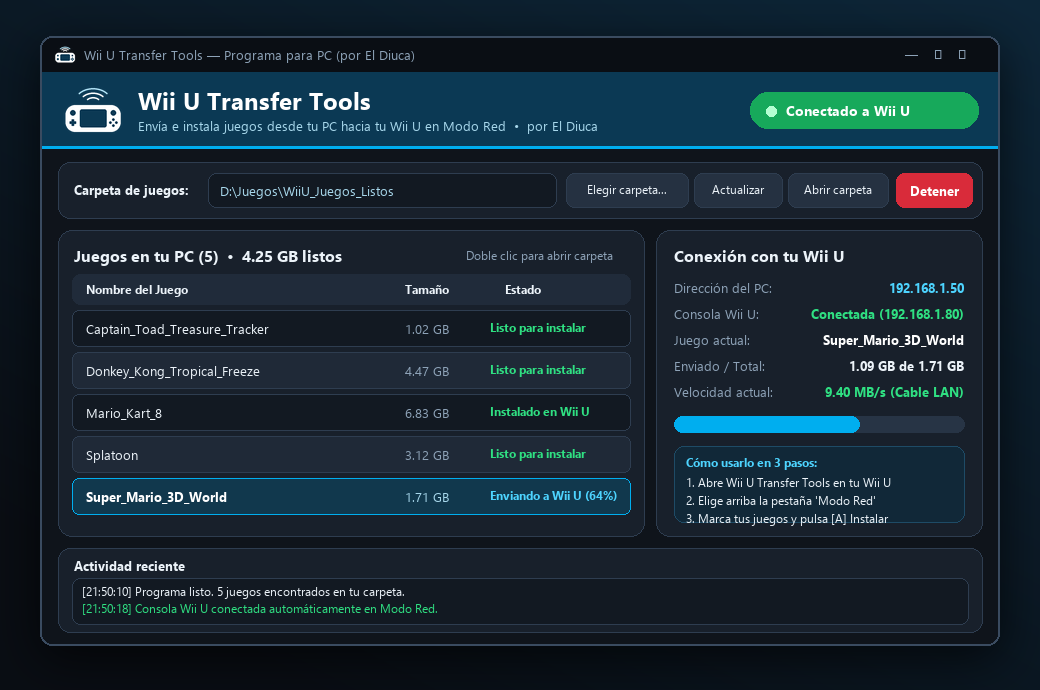 Wii U Transfer Tools — Programa para PC (por El Diuca)
Wii U Transfer Tools
Envía e instala juegos desde tu PC hacia tu Wii U en Modo Red • por El Diuca
Conectado a Wii U
Carpeta de juegos: D:\Juegos\WiiU_Juegos_Listos Elegir carpeta... Actualizar Abrir carpeta Detener
Juegos en tu PC (5) • 4.25 GB listos Doble clic para abrir carpeta
Nombre del Juego Tamaño Estado
Captain_Toad_Treasure_Tracker 1.02 GB Listo para instalar
Donkey_Kong_Tropical_Freeze 4.47 GB Listo para instalar
Mario_Kart_8 6.83 GB Instalado en Wii U
Splatoon 3.12 GB Listo para instalar
Super_Mario_3D_World 1.71 GB Enviando a Wii U (64%)
Conexión con tu Wii U
Dirección del PC: 192.168.1.50
Consola Wii U: Conectada (192.168.1.80)
Juego actual: Super_Mario_3D_World
Enviado / Total: 1.09 GB de 1.71 GB
Velocidad actual: 9.40 MB/s (Cable LAN)
Cómo usarlo en 3 pasos:
1. Abre Wii U Transfer Tools en tu Wii U
2. Elige arriba la pestaña 'Modo Red'
3. Marca tus juegos y pulsa [A] Instalar
Actividad reciente
[21:50:10] Programa listo. 5 juegos encontrados en tu carpeta.
[21:50:18] Consola Wii U conectada automáticamente en Modo Red.